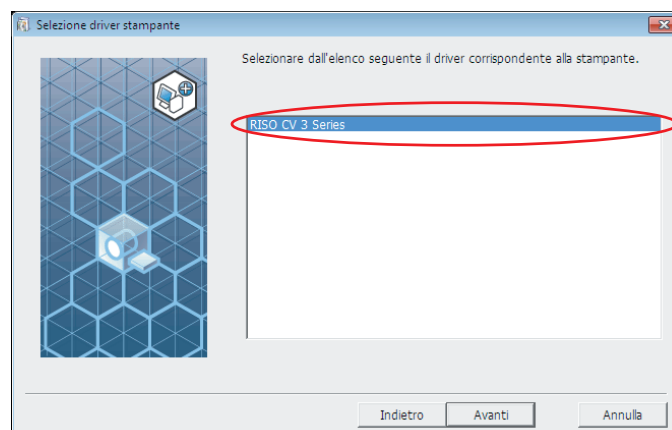 Selezione driver stampante
Selezionare dall'elenco seguente il driver corrispondente alla stampante.
RISO CV 3 Series
Indietro
Avanti
Annulla